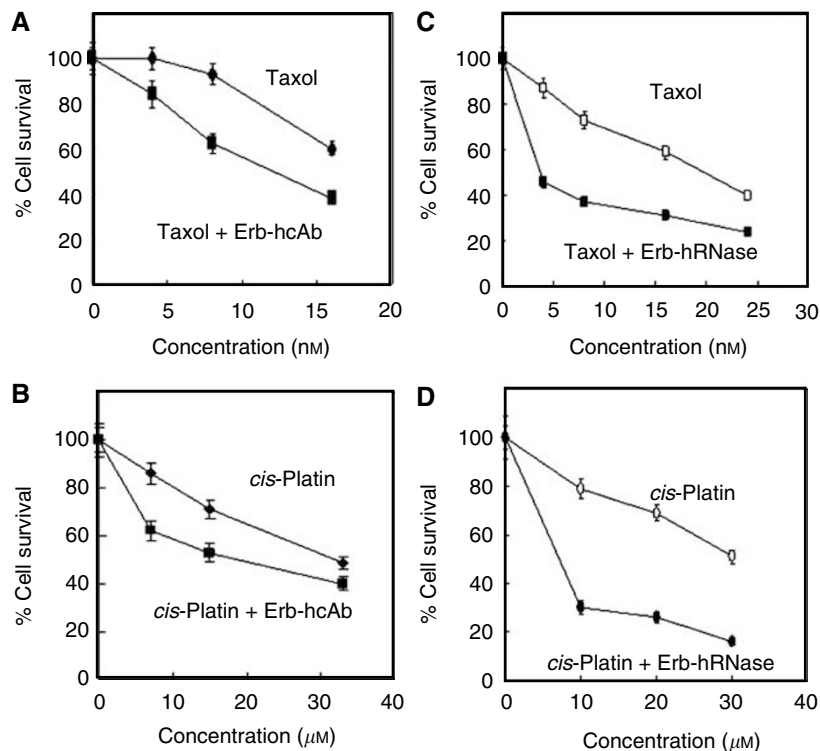 A
% Cell survival
100
80
60
40
20
0
Taxol
Taxol + Erb-hcAb
0 5 10 15 20
Concentration (nM)
C
% Cell survival
100
80
60
40
20
0
Taxol
Taxol + Erb-hRNase
0 5 10 15 20 25 30
Concentration (nM)
B
% Cell survival
100
80
60
40
20
0
cis-Platin
cis-Platin + Erb-hcAb
0 10 20 30 40
Concentration (μM)
D
% Cell survival
100
80
60
40
20
0
cis-Platin
cis-Platin + Erb-hRNase
0 10 20 30 40
Concentration (μM)